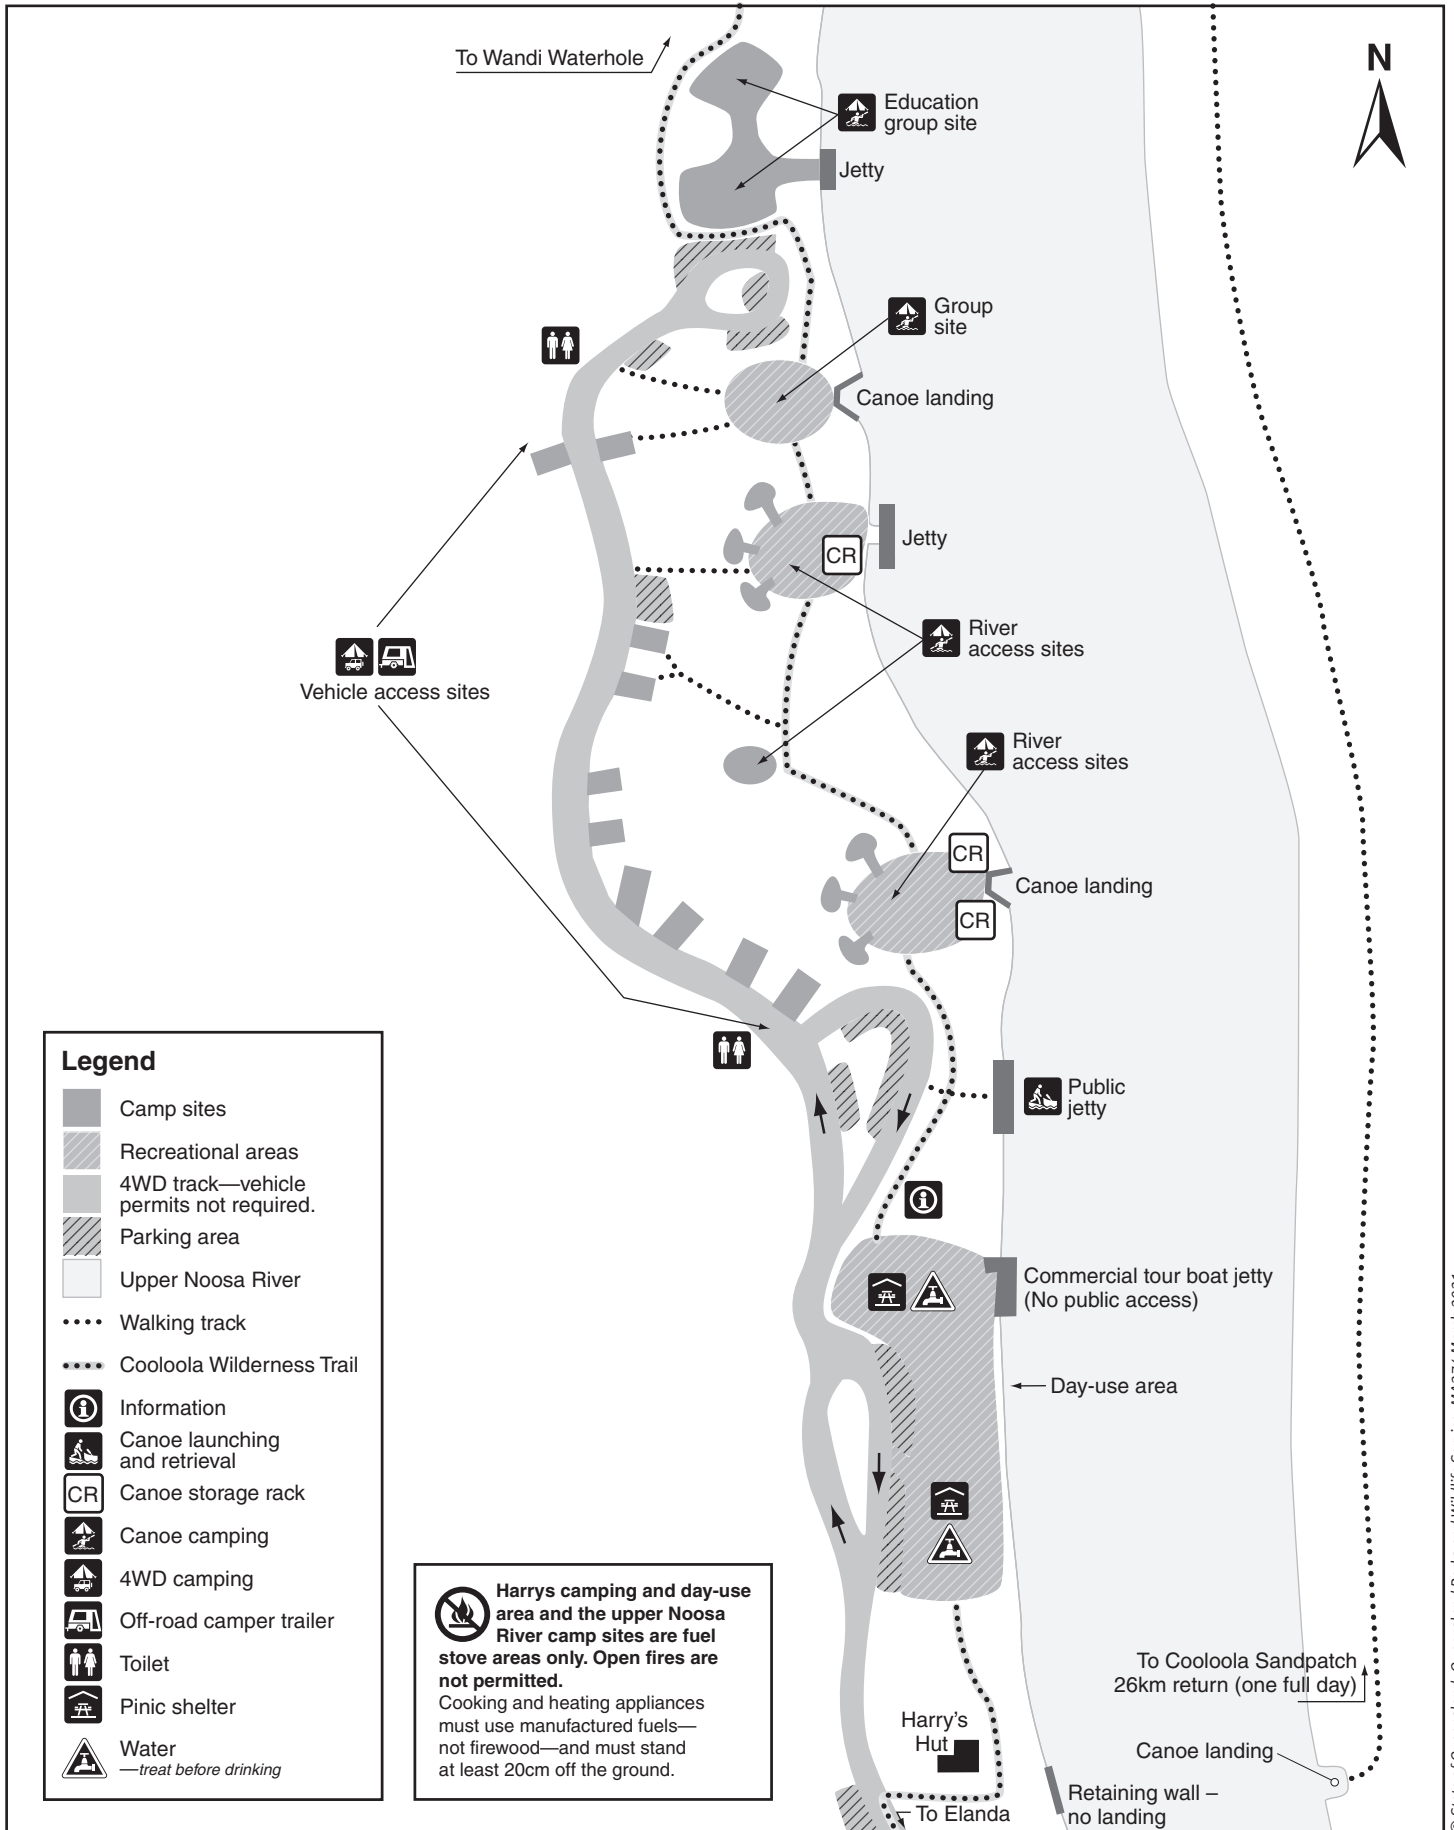 To Wandi Waterhole
N
Education
group site
Jetty
Group
site
Canoe landing
CR
Jetty
River
access sites
Vehicle access sites
River
access sites
CR
Canoe landing
CR
Public
jetty
Commercial tour boat jetty
(No public access)
Day-use area
Legend
Camp sites
Recreational areas
4WD track—vehicle
permits not required.
Parking area
Upper Noosa River
Walking track
Cooloola Wilderness Trail
Information
Canoe launching
and retrieval
CR
Canoe storage rack
Canoe camping
4WD camping
Off-road camper trailer
Toilet
Pinic shelter
Water
—treat before drinking
Harrys camping and day-use
area and the upper Noosa
River camp sites are fuel
stove areas only. Open fires are
not permitted.
Cooking and heating appliances
must use manufactured fuels—
not firewood—and must stand
at least 20cm off the ground.
Harry's
Hut
To Elanda
To Cooloola Sandpatch
26km return (one full day)
Canoe landing
Retaining wall –
no landing